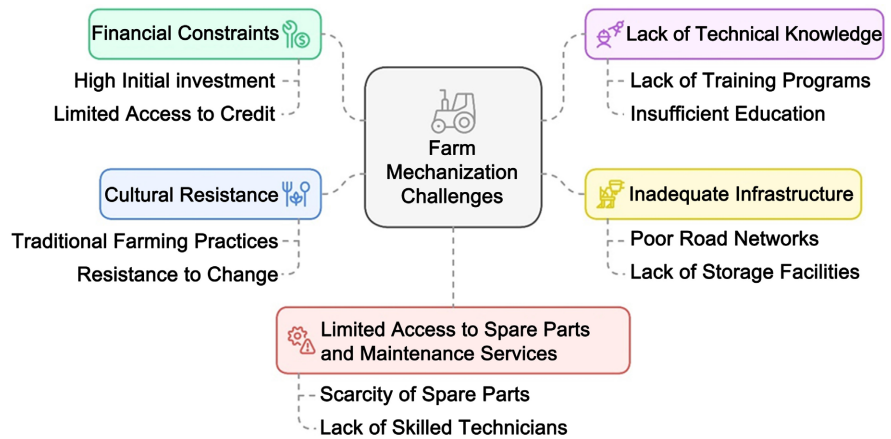 Financial Constraints
High Initial investment
Limited Access to Credit
Lack of Technical Knowledge
Lack of Training Programs
Insufficient Education
Farm
Mechanization
Challenges
Cultural Resistance
Traditional Farming Practices
Resistance to Change
Inadequate Infrastructure
Poor Road Networks
Lack of Storage Facilities
Limited Access to Spare Parts
and Maintenance Services
Scarcity of Spare Parts
Lack of Skilled Technicians